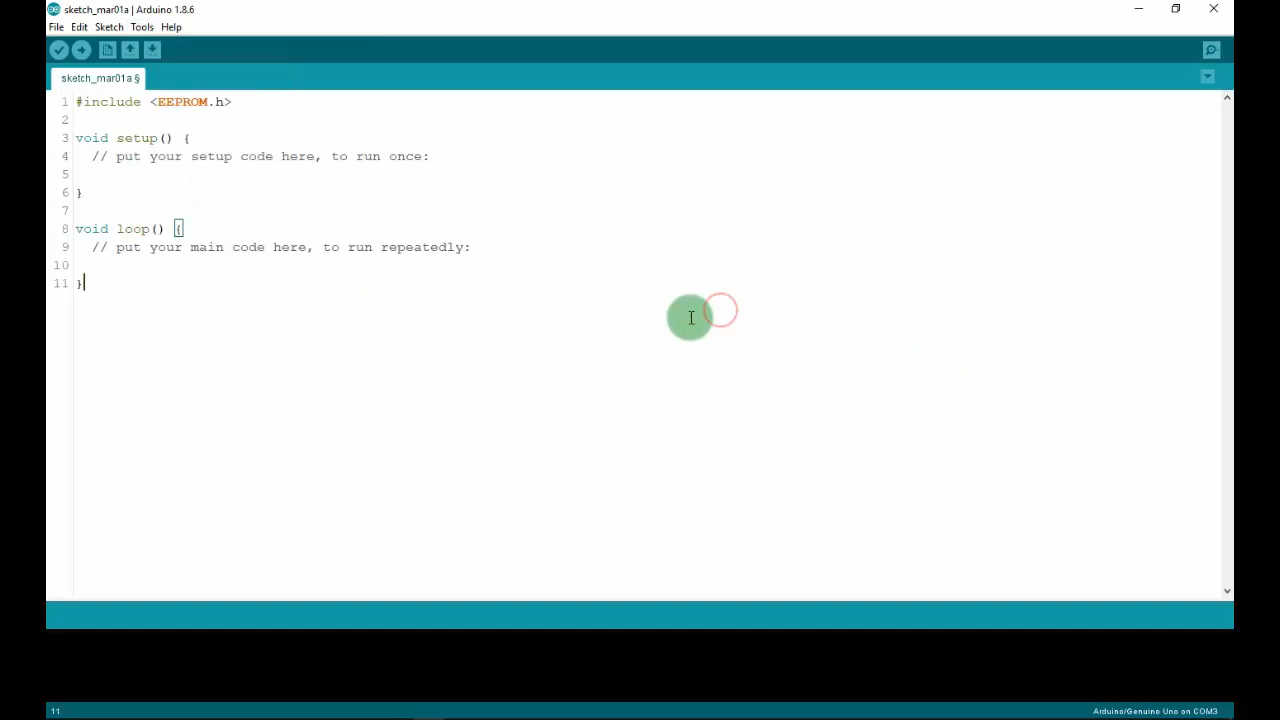 sketch_mar01a | Arduino 1.8.6
File Edit Sketch Tools Help
sketch_mar01a §
1 #include <EEPROM.h>
2
3 void setup() {
4 // put your setup code here, to run once:
5
6 }
7
8 void loop() {
9 // put your main code here, to run repeatedly:
10
11 }
11 Arduino/Genuino Uno on COM3